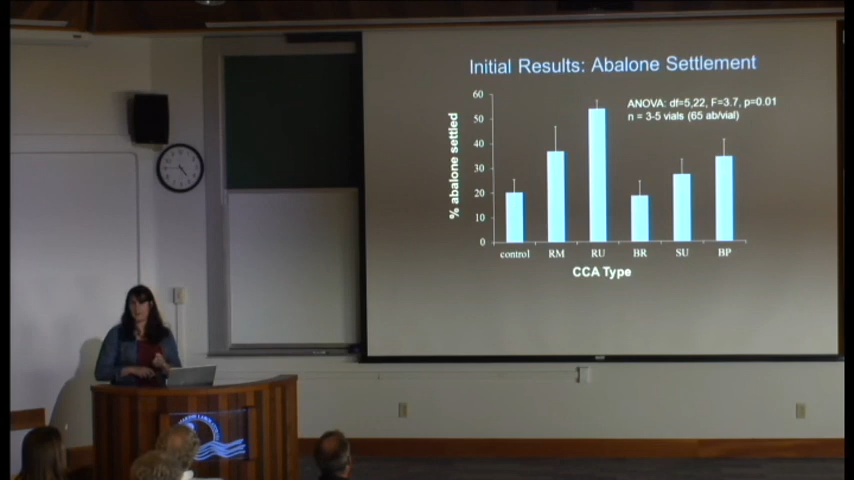 Initial Results: Abalone Settlement
ANOVA: df=5,22, F=3.7, p=0.01
n = 3-5 vials (65 ab/vial)
% abalone settled
60
50
40
30
20
10
0
control RM RU BR SU BP
CCA Type